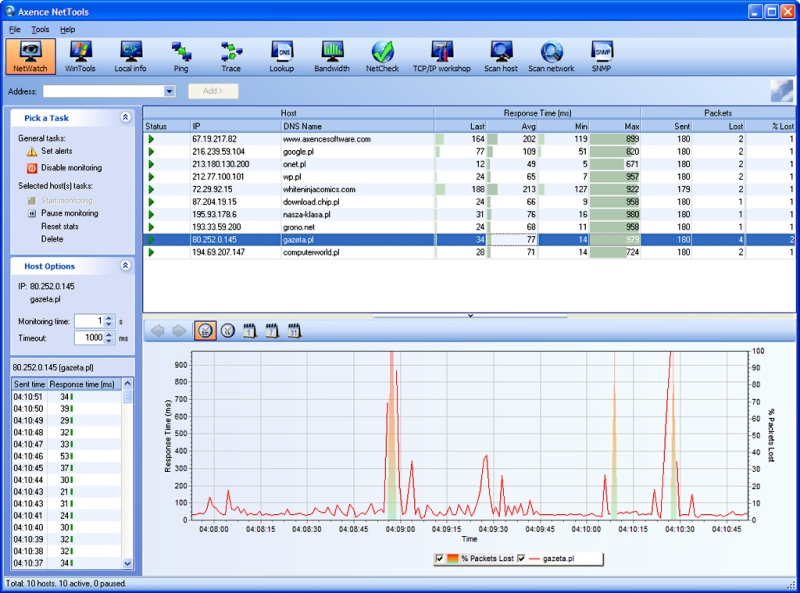 Axence NetTools
File Tools Help
NetWatch WinTools Local info Ping Trace Lookup Bandwidth NetCheck TCP/IP workshop Scan host Scan network SNMP
Address: Add >
Pick a Task
General tasks:
Set alerts
Disable monitoring
Selected host(s) tasks:
Start monitoring
Pause monitoring
Reset stats
Delete
Host Options
IP: 80.252.0.145
gazeta.pl
Monitoring time: 1 s
Timeout: 1000 ms
80.252.0.145 (gazeta.pl)
Sent time Response time (ms)
04:10:51 34
04:10:50 39
04:10:49 29
04:10:48 32
04:10:47 33
04:10:46 53
04:10:45 37
04:10:44 30
04:10:43 21
04:10:43 31
04:10:41 24
04:10:40 30
04:10:39 32
04:10:38 32
04:10:37 34
Host Response Time (ms) Packets
Status IP DNS Name Last Avg Min Max Sent Lost % Lost
67.19.217.82 www.axencesoftware.com 164 202 119 899 180 2 1
216.239.59.104 google.pl 77 109 51 820 180 2 1
213.180.130.200 onet.pl 12 49 5 671 180 2 1
212.77.100.101 wp.pl 24 65 7 957 180 2 1
72.29.92.15 whiteninjacomics.com 188 213 127 922 179 2 1
87.204.19.15 download.chip.pl 24 66 9 958 180 1 1
195.93.178.6 nasza-klasa.pl 31 76 16 980 180 1 1
193.33.59.200 grono.net 24 68 11 958 180 1 1
80.252.0.145 gazeta.pl 34 77 14 979 180 4 2
194.69.207.147 computerworld.pl 28 71 14 724 180 2 1
1 7 31
Response Time (ms)
900
800
700
600
500
400
300
200
100
0
100
90
80
70
60
50
40
30
20
10
0
% Packets Lost
04:08:00 04:08:15 04:08:30 04:08:45 04:09:00 04:09:15 04:09:30 04:09:45 04:10:00 04:10:15 04:10:30 04:10:45
Time
% Packets Lost gazeta.pl
Total: 10 hosts. 10 active, 0 paused.